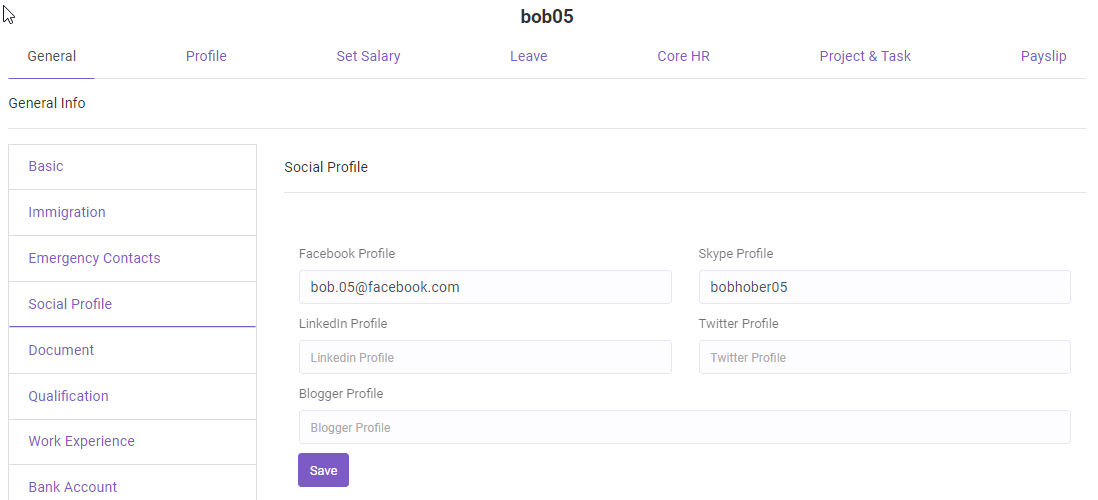 bob05
General Profile Set Salary Leave Core HR Project & Task Payslip
General Info
Basic
Immigration
Emergency Contacts
Social Profile
Document
Qualification
Work Experience
Bank Account
Social Profile
Facebook Profile Skype Profile
bob.05@facebook.com bobhober05
LinkedIn Profile Twitter Profile
Linkedin Profile Twitter Profile
Blogger Profile
Blogger Profile
Save